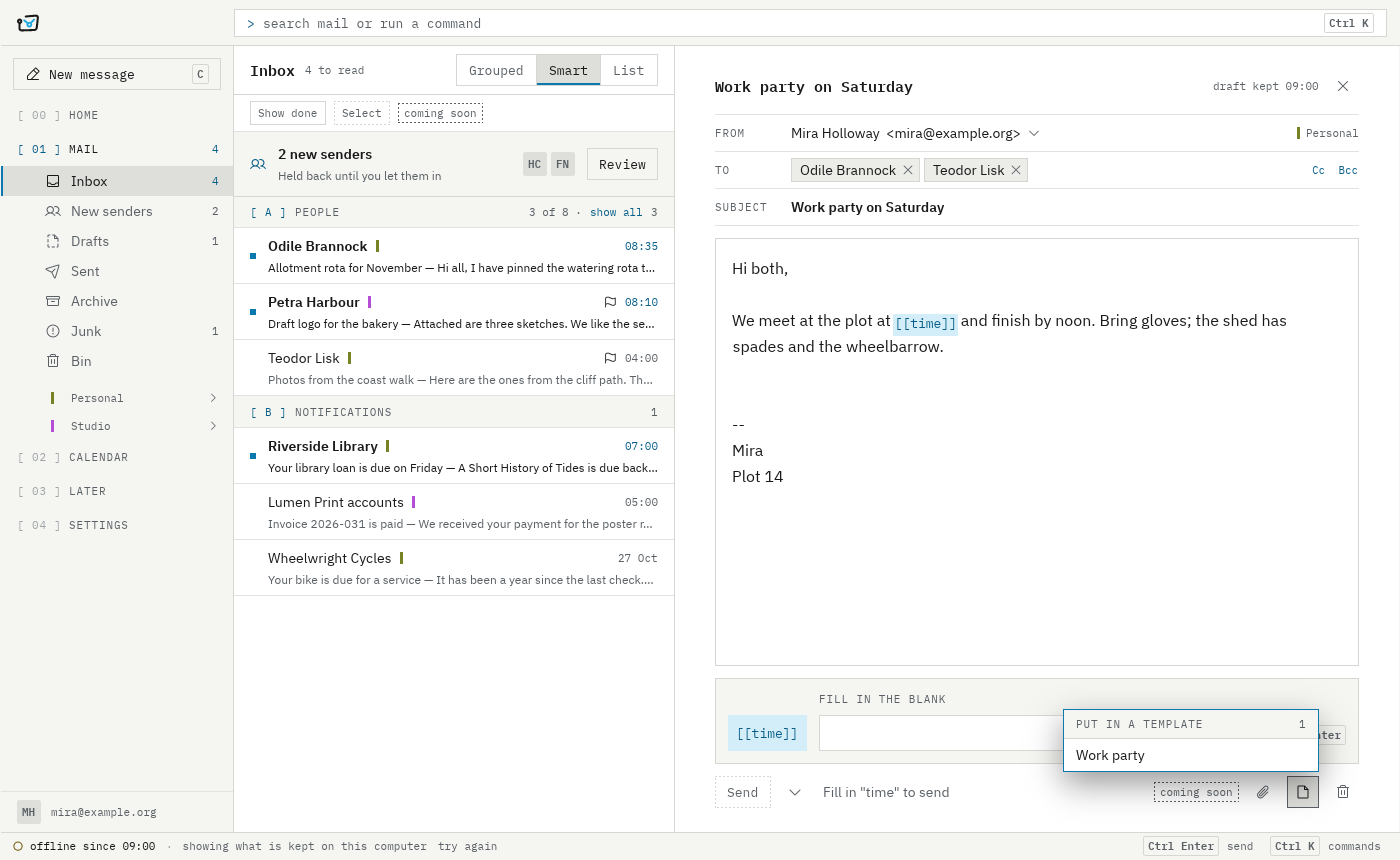 > search mail or run a command
Ctrl K
New message
C
[ 00 ] HOME
[ 01 ] MAIL 4
Inbox 4
New senders 2
Drafts 1
Sent
Archive
Junk 1
Bin
Personal
Studio
[ 02 ] CALENDAR
[ 03 ] LATER
[ 04 ] SETTINGS
MH mira@example.org
Inbox 4 to read
Grouped Smart List
Show done Select coming soon
2 new senders
Held back until you let them in
HC FN Review
[ A ] PEOPLE 3 of 8 · show all 3
Odile Brannock 08:35
Allotment rota for November — Hi all, I have pinned the watering rota t…
Petra Harbour 08:10
Draft logo for the bakery — Attached are three sketches. We like the se…
Teodor Lisk 04:00
Photos from the coast walk — Here are the ones from the cliff path. Th…
[ B ] NOTIFICATIONS 1
Riverside Library 07:00
Your library loan is due on Friday — A Short History of Tides is due back…
Lumen Print accounts 05:00
Invoice 2026-031 is paid — We received your payment for the poster r…
Wheelwright Cycles 27 Oct
Your bike is due for a service — It has been a year since the last check.…
Work party on Saturday
draft kept 09:00
FROM Mira Holloway <mira@example.org> Personal
TO Odile Brannock Teodor Lisk Cc Bcc
SUBJECT Work party on Saturday
Hi both,
We meet at the plot at [[time]] and finish by noon. Bring gloves; the shed has
spades and the wheelbarrow.
--
Mira
Plot 14
FILL IN THE BLANK
[[time]]
PUT IN A TEMPLATE 1
Work party
Send
Fill in "time" to send
coming soon
offline since 09:00 · showing what is kept on this computer try again
Ctrl Enter send Ctrl K commands